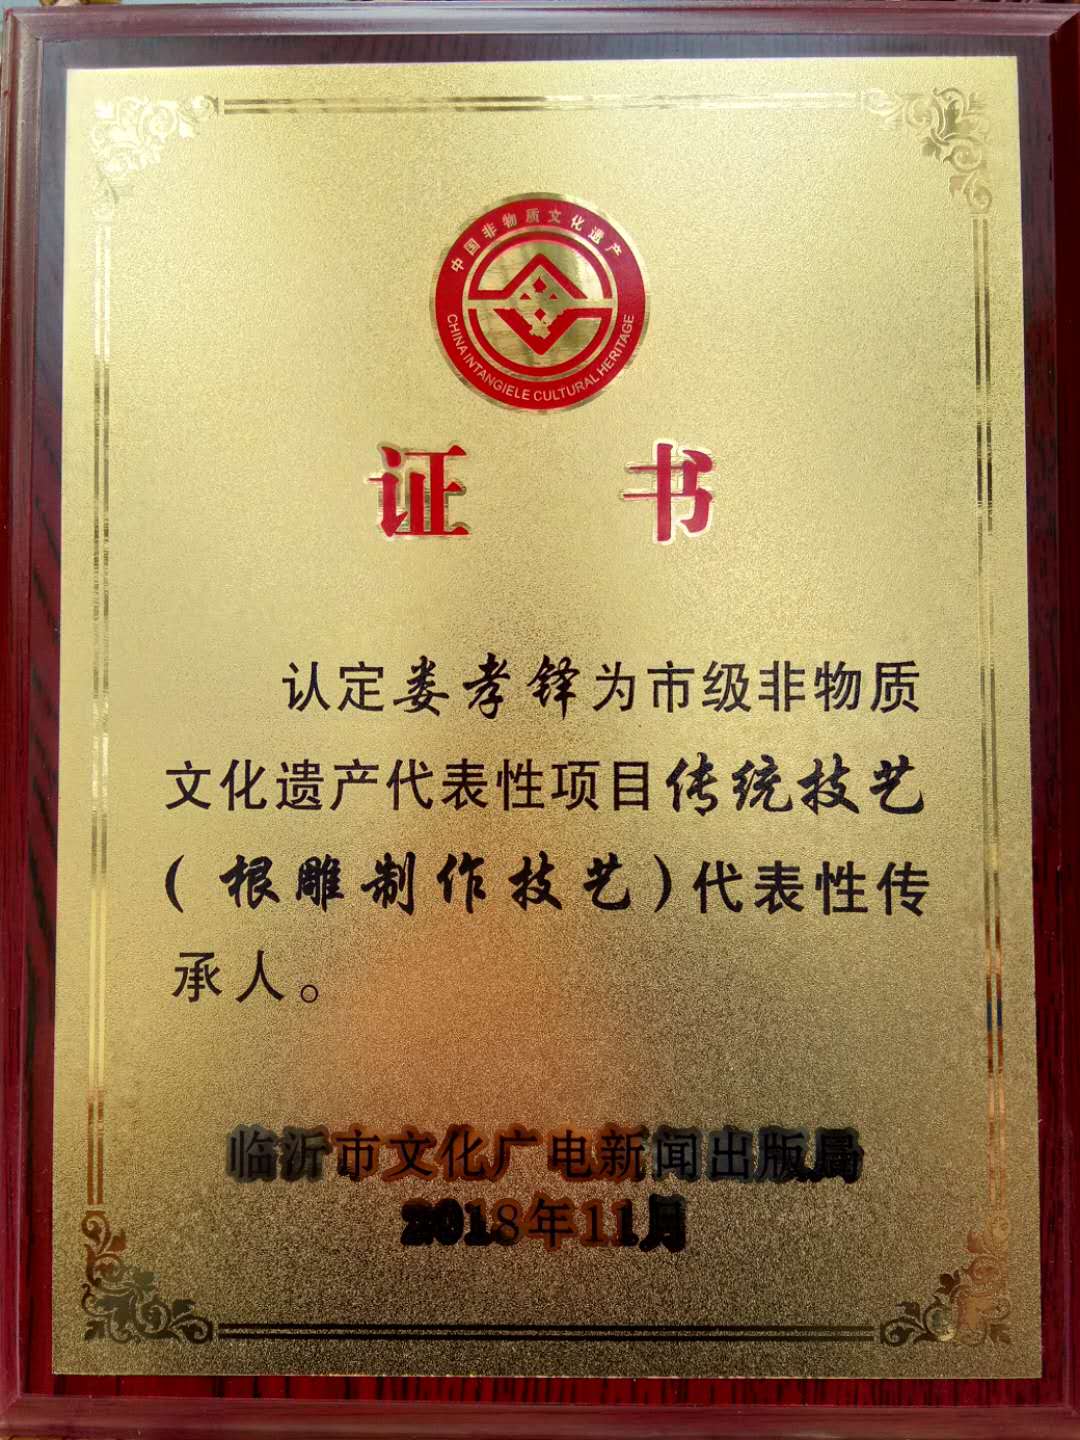 中国非物质文化遗产
CHINA INTANGIELE CULTURAL HERITAGE
证 书
认定娄孝铎为市级非物质
文化遗产代表性项目传统技艺
(根雕制作技艺)代表性传
承人。
临沂市文化广电新闻出版局
2018年11月